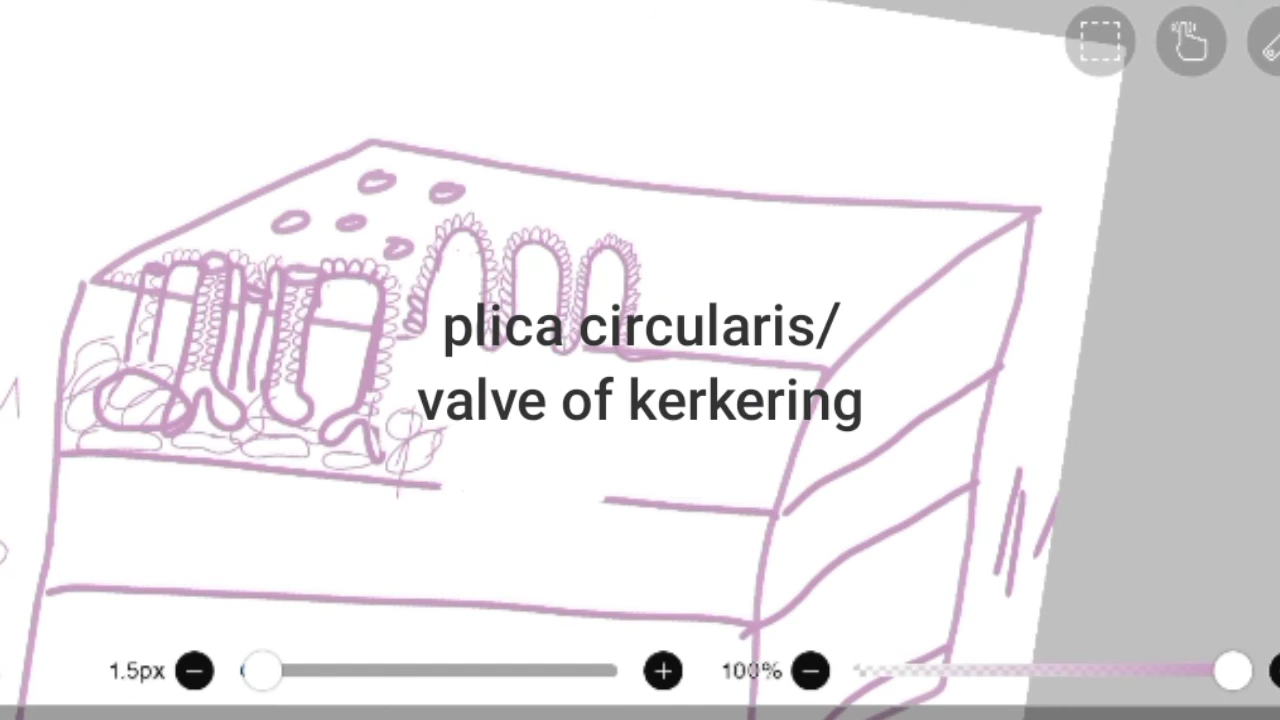 plica circularis/
valve of kerkering
1.5px
100%